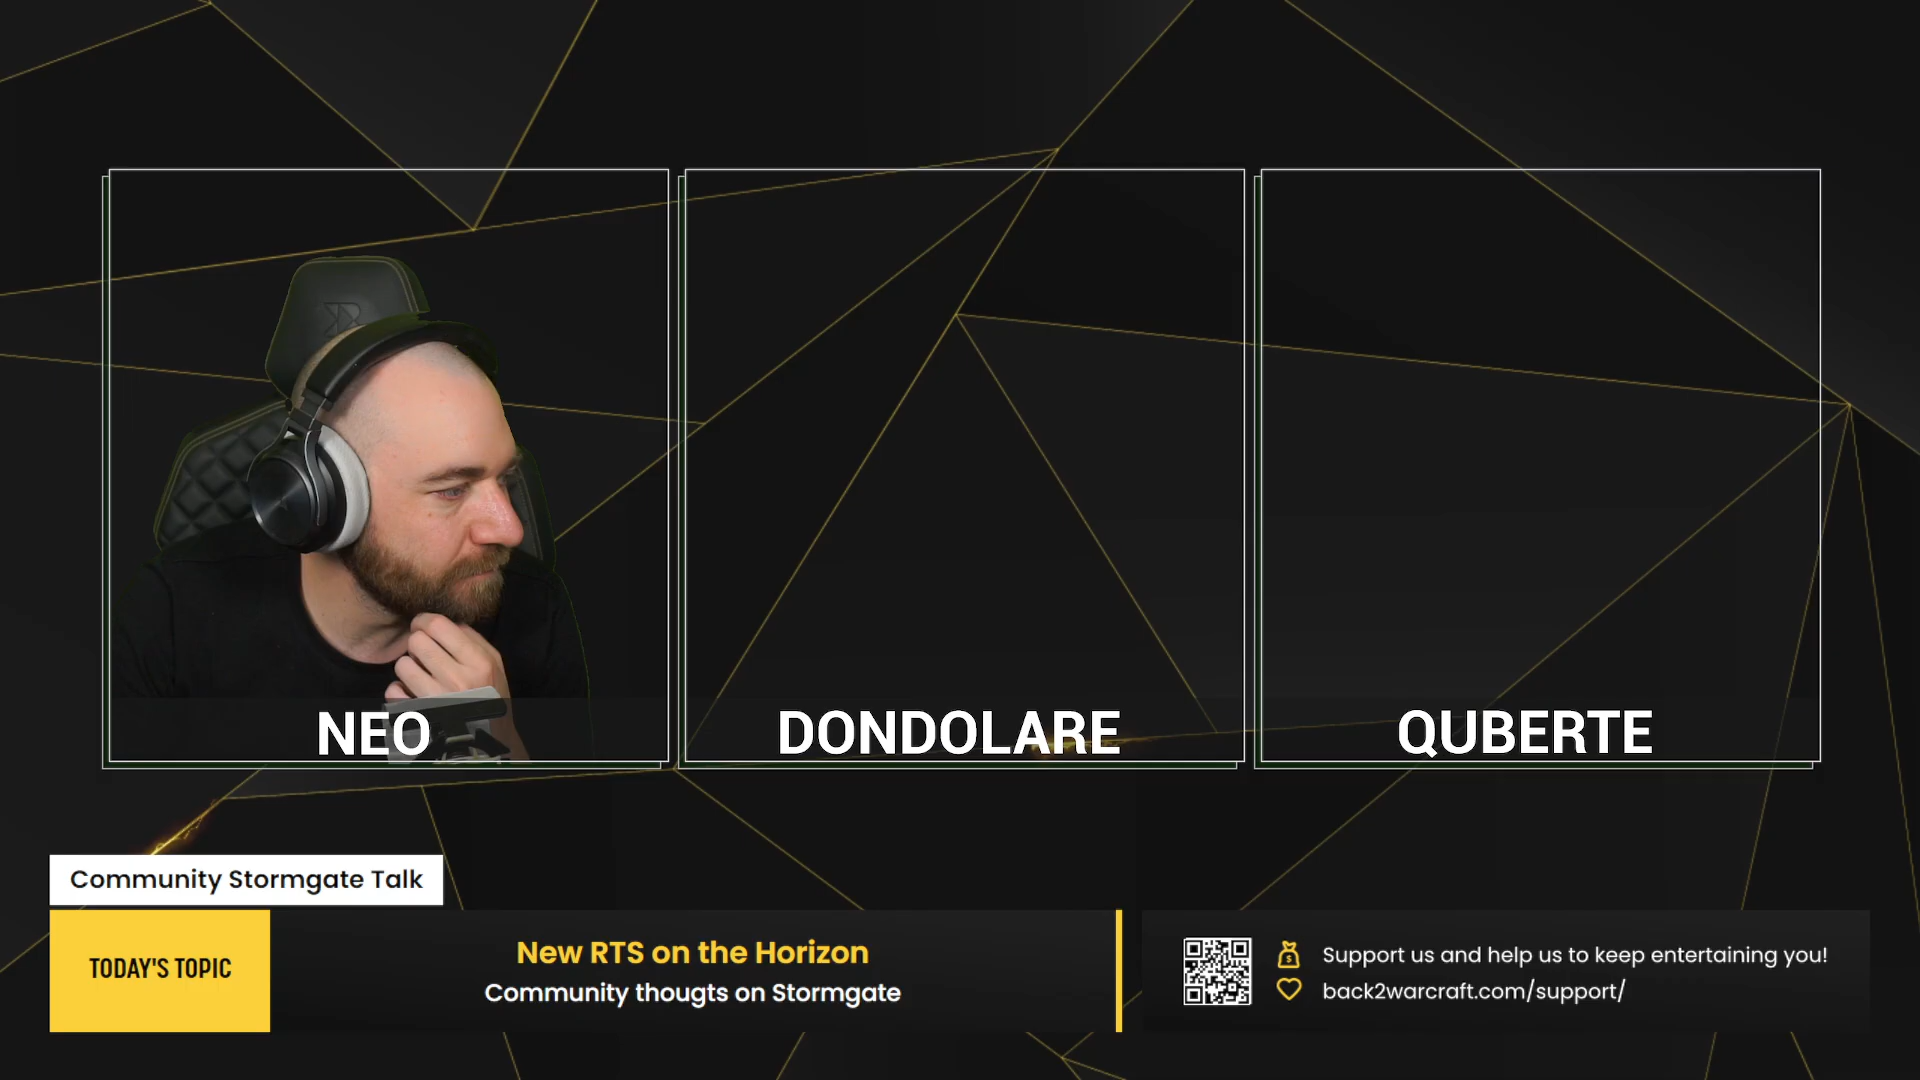 NEO
DONDOLARE
QUBERTE
Community Stormgate Talk
TODAY'S TOPIC
New RTS on the Horizon
Community thougts on Stormgate
Support us and help us to keep entertaining you!
back2warcraft.com/support/